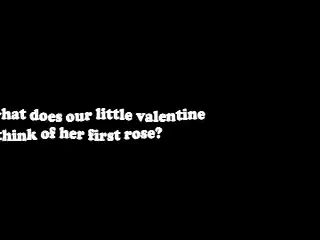 hat does our little valentine
think of her first rose?